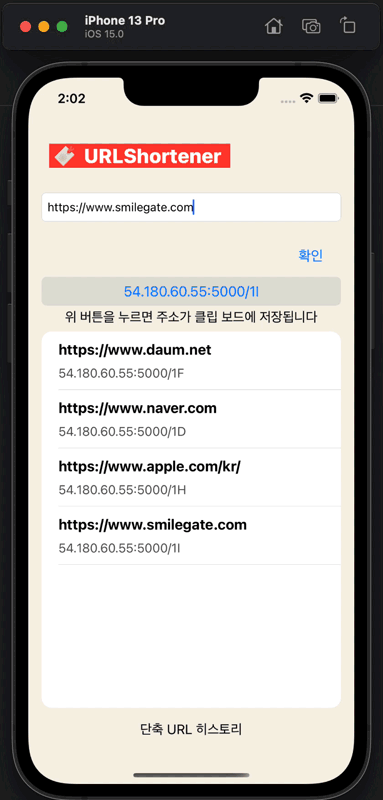 iPhone 13 Pro
iOS 15.0
2:02
URLShortener
https://www.smilegate.com
확인
54.180.60.55:5000/1I
위 버튼을 누르면 주소가 클립 보드에 저장됩니다
https://www.daum.net
54.180.60.55:5000/1F
https://www.naver.com
54.180.60.55:5000/1D
https://www.apple.com/kr/
54.180.60.55:5000/1H
https://www.smilegate.com
54.180.60.55:5000/1I
단축 URL 히스토리